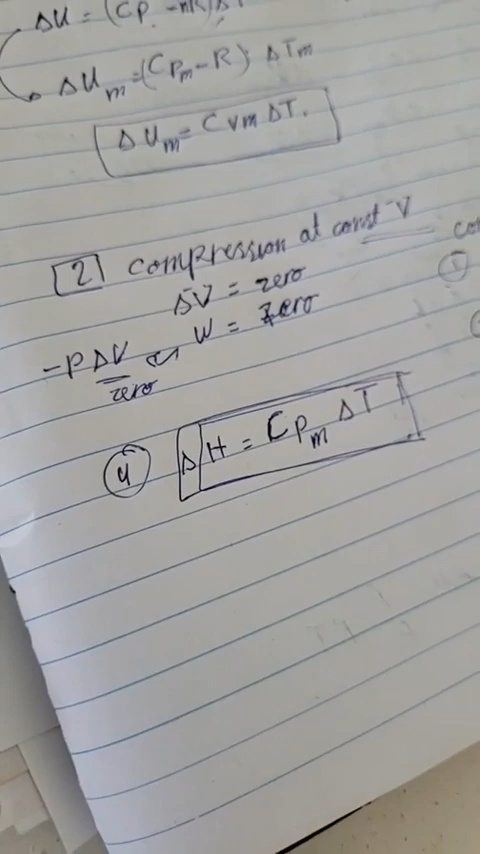 ΔU = (Cp - nR) ΔT
ΔUm = (CPm - R) ΔTm
ΔUm = CVm ΔT.
[2] compression at const V
ΔV = zero
-PΔV W = zero
zero
4 ΔH = CPm ΔT